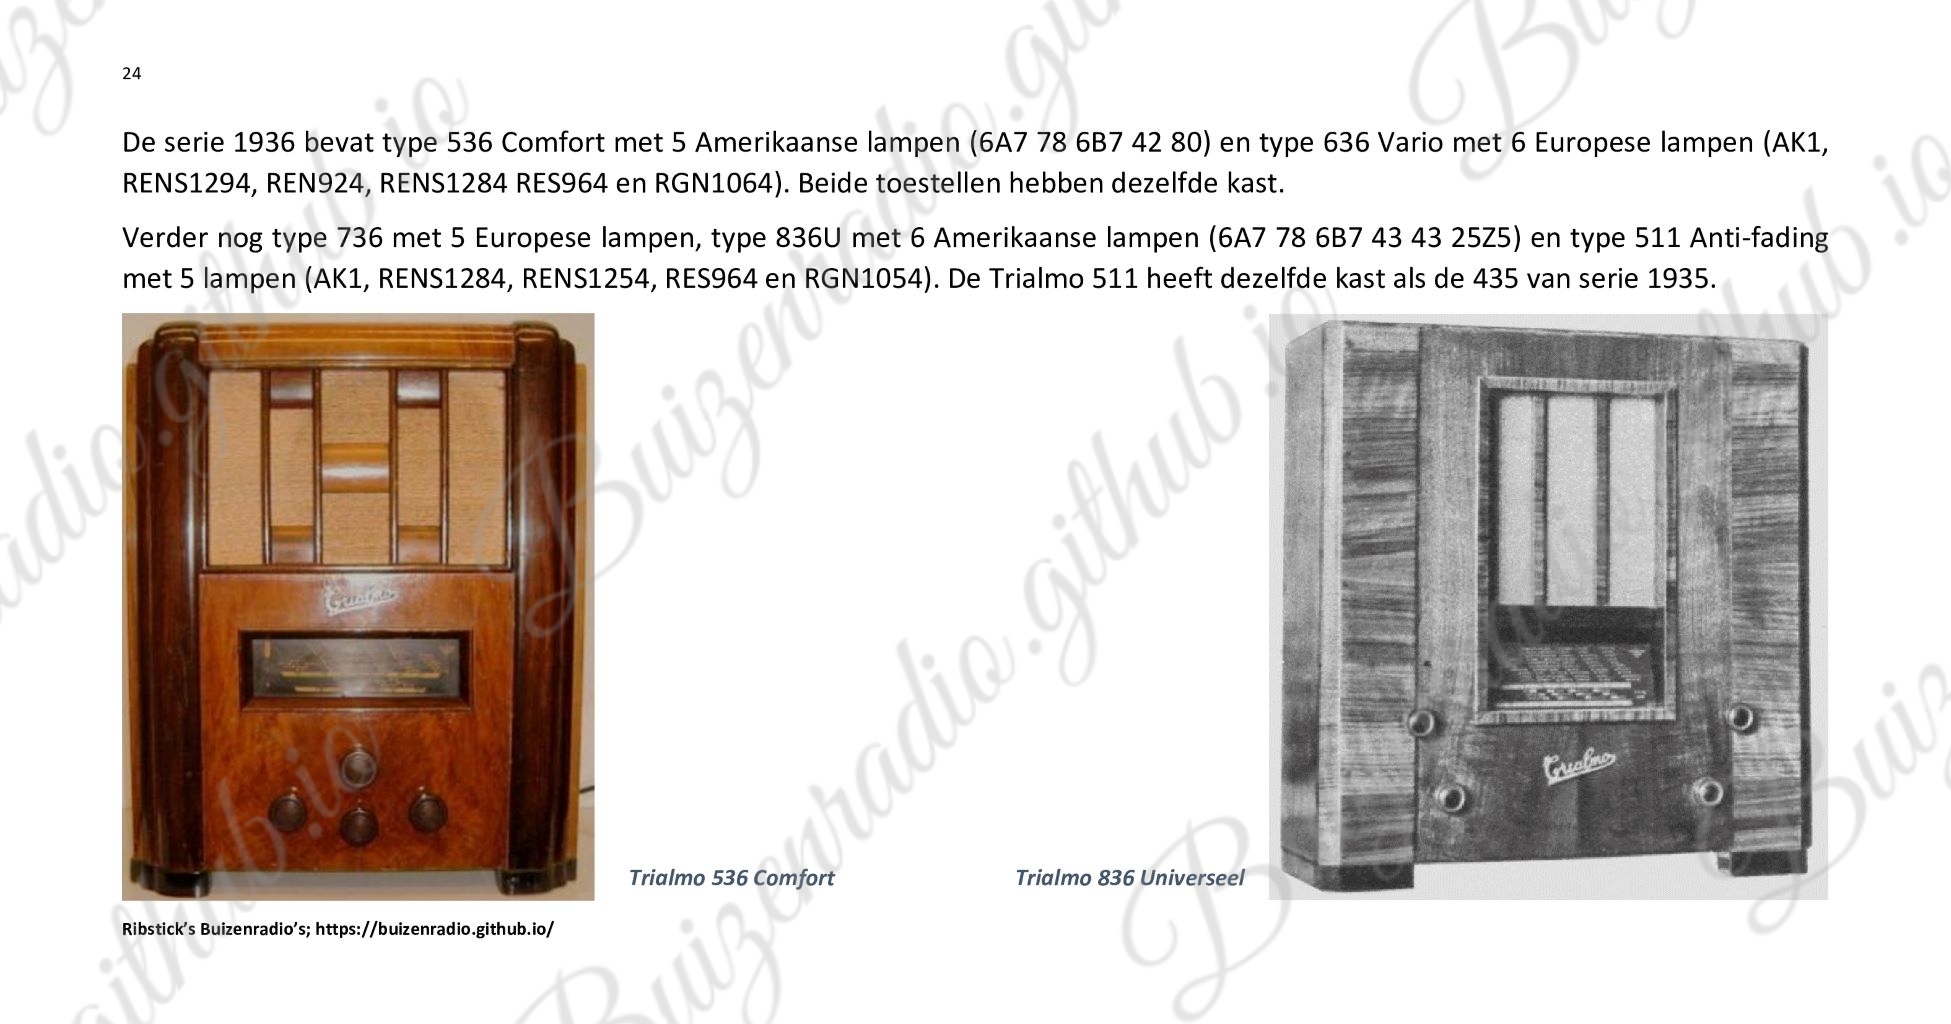 24
De serie 1936 bevat type 536 Comfort met 5 Amerikaanse lampen (6A7 78 6B7 42 80) en type 636 Vario met 6 Europese lampen (AK1,
RENS1294, REN924, RENS1284 RES964 en RGN1064). Beide toestellen hebben dezelfde kast.
Verder nog type 736 met 5 Europese lampen, type 836U met 6 Amerikaanse lampen (6A7 78 6B7 43 43 25Z5) en type 511 Anti-fading
met 5 lampen (AK1, RENS1284, RENS1254, RES964 en RGN1054). De Trialmo 511 heeft dezelfde kast als de 435 van serie 1935.
Trialmo
Trialmo
Trialmo 536 Comfort
Trialmo 836 Universeel
Ribstick’s Buizenradio’s; https://buizenradio.github.io/
Buizenradio.github.io
Buizenradio.github.io